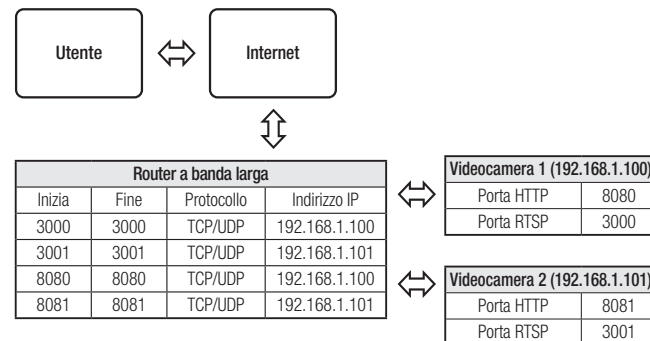 Utente
Internet
Router a banda larga
Inizia Fine Protocollo Indirizzo IP
3000 3000 TCP/UDP 192.168.1.100
3001 3001 TCP/UDP 192.168.1.101
8080 8080 TCP/UDP 192.168.1.100
8081 8081 TCP/UDP 192.168.1.101
Videocamera 1 (192.168.1.100)
Porta HTTP 8080
Porta RTSP 3000
Videocamera 2 (192.168.1.101)
Porta HTTP 8081
Porta RTSP 3001